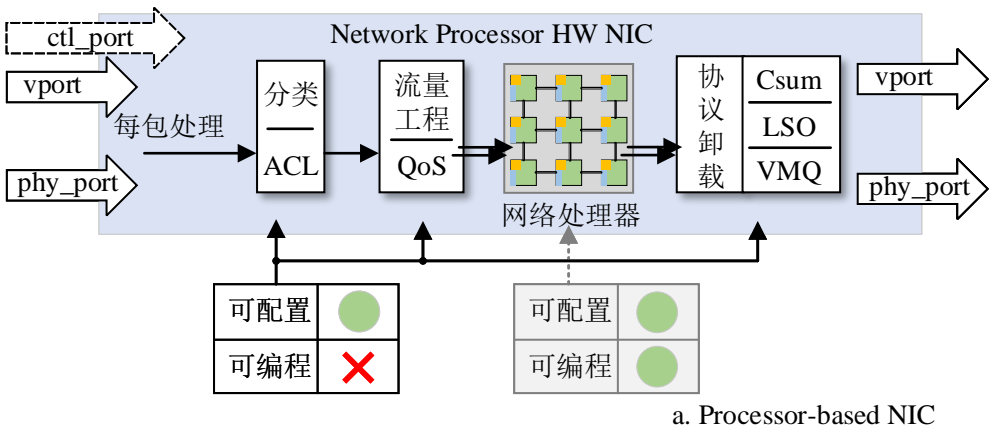 ctl_port
Network Processor HW NIC
vport
每包处理
phy_port
分类
ACL
流量
工程
QoS
网络处理器
协
议
卸
载
Csum
LSO
VMQ
vport
phy_port
可配置
可编程
可配置
可编程
a. Processor-based NIC